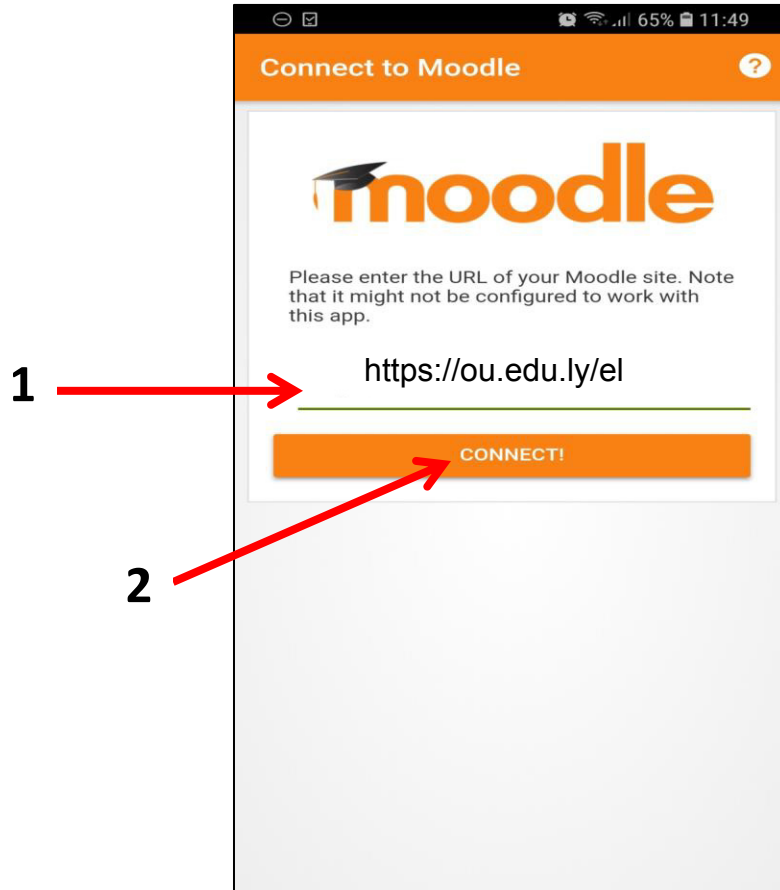 65% 11:49
Connect to Moodle
?
moodle
Please enter the URL of your Moodle site. Note
that it might not be configured to work with
this app.
1
https://ou.edu.ly/el
CONNECT!
2